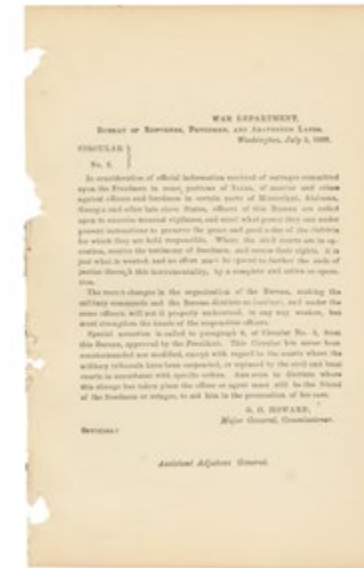 WAR DEPARTMENT,
BUREAU OF REFUGEES, FREEDMEN, AND ABANDONED LANDS,
Washington, July 3, 1866.
CIRCULAR
No. 4.
In consideration of official information received of outrages committed
upon the Freedmen in some portions of Texas, of murder and crime
against officers and freedmen in certain parts of Mississippi, Alabama,
Georgia and other late slave States, officers of this Bureau are called
upon to exercise unusual vigilance, and exert what power they can under
present instructions to preserve the peace and good order of the districts
for which they are held responsible. Where the civil courts are in operation,
receive the testimony of freedmen and secure their rights, it is
just what is wanted, and no effort must be spared to further the ends of
justice through this instrumentality, by a complete and entire
The recent changes in the organization of the Bureau, making the
military commands and the Bureau districts and under the
same officers, will not if properly understood, in any way weaken, but
must strengthen the hands of the respective officers.
Special attention is called to paragraph of Circular No. 5, from
this Bureau, approved by the President. This Circular has never been
countermanded nor modified, except with regard to the courts where the
military tribunals have been suspended, or replaced by the civil and local
courts in accordance with specific orders. And even in districts where
this change has taken place the officer or agent must still be the friend
of the freedman or refugee, to aid him in the prosecution of his case.
O. O. HOWARD,
Major General, Commissioner.
OFFICIAL:
Assistant Adjutant General.